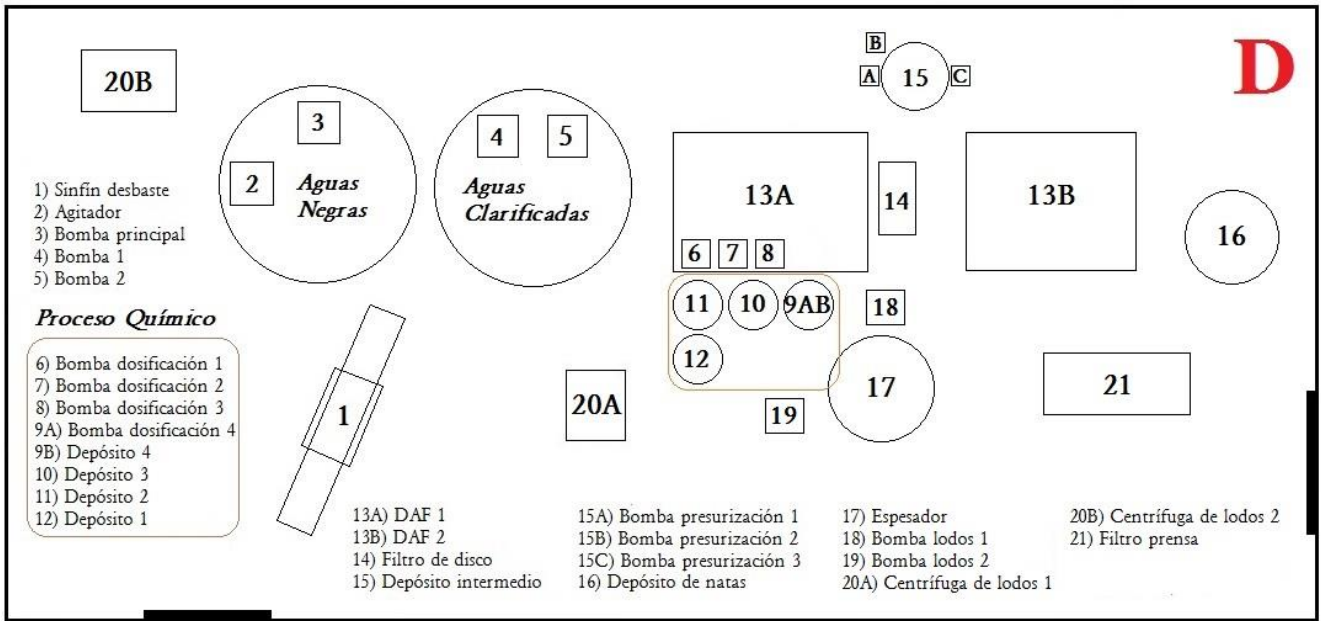 D
20B
3
2
Aguas
Negras
4
5
Aguas
Clarificadas
B
A
15
C
13A
14
13B
16
6
7
8
11
10
9AB
12
18
17
19
20A
21
1
1) Sinfín desbaste
2) Agitador
3) Bomba principal
4) Bomba 1
5) Bomba 2
Proceso Químico
6) Bomba dosificación 1
7) Bomba dosificación 2
8) Bomba dosificación 3
9A) Bomba dosificación 4
9B) Depósito 4
10) Depósito 3
11) Depósito 2
12) Depósito 1
13A) DAF 1
13B) DAF 2
14) Filtro de disco
15) Depósito intermedio
15A) Bomba presurización 1
15B) Bomba presurización 2
15C) Bomba presurización 3
16) Depósito de natas
17) Espesador
18) Bomba lodos 1
19) Bomba lodos 2
20A) Centrífuga de lodos 1
20B) Centrífuga de lodos 2
21) Filtro prensa